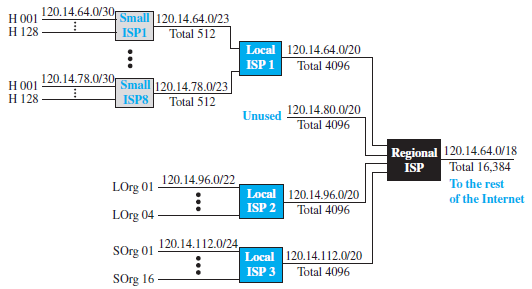 H 001 120.14.64.0/30
H 128
Small
ISP1
120.14.64.0/23
Total 512
H 001 120.14.78.0/30
H 128
Small
ISP8
120.14.78.0/23
Total 512
Local
ISP 1
120.14.64.0/20
Total 4096
Unused 120.14.80.0/20
Total 4096
Regional
ISP
120.14.64.0/18
Total 16,384
To the rest
of the Internet
LOrg 01 120.14.96.0/22
LOrg 04
Local
ISP 2
120.14.96.0/20
Total 4096
SOrg 01 120.14.112.0/24
SOrg 16
Local
ISP 3
120.14.112.0/20
Total 4096